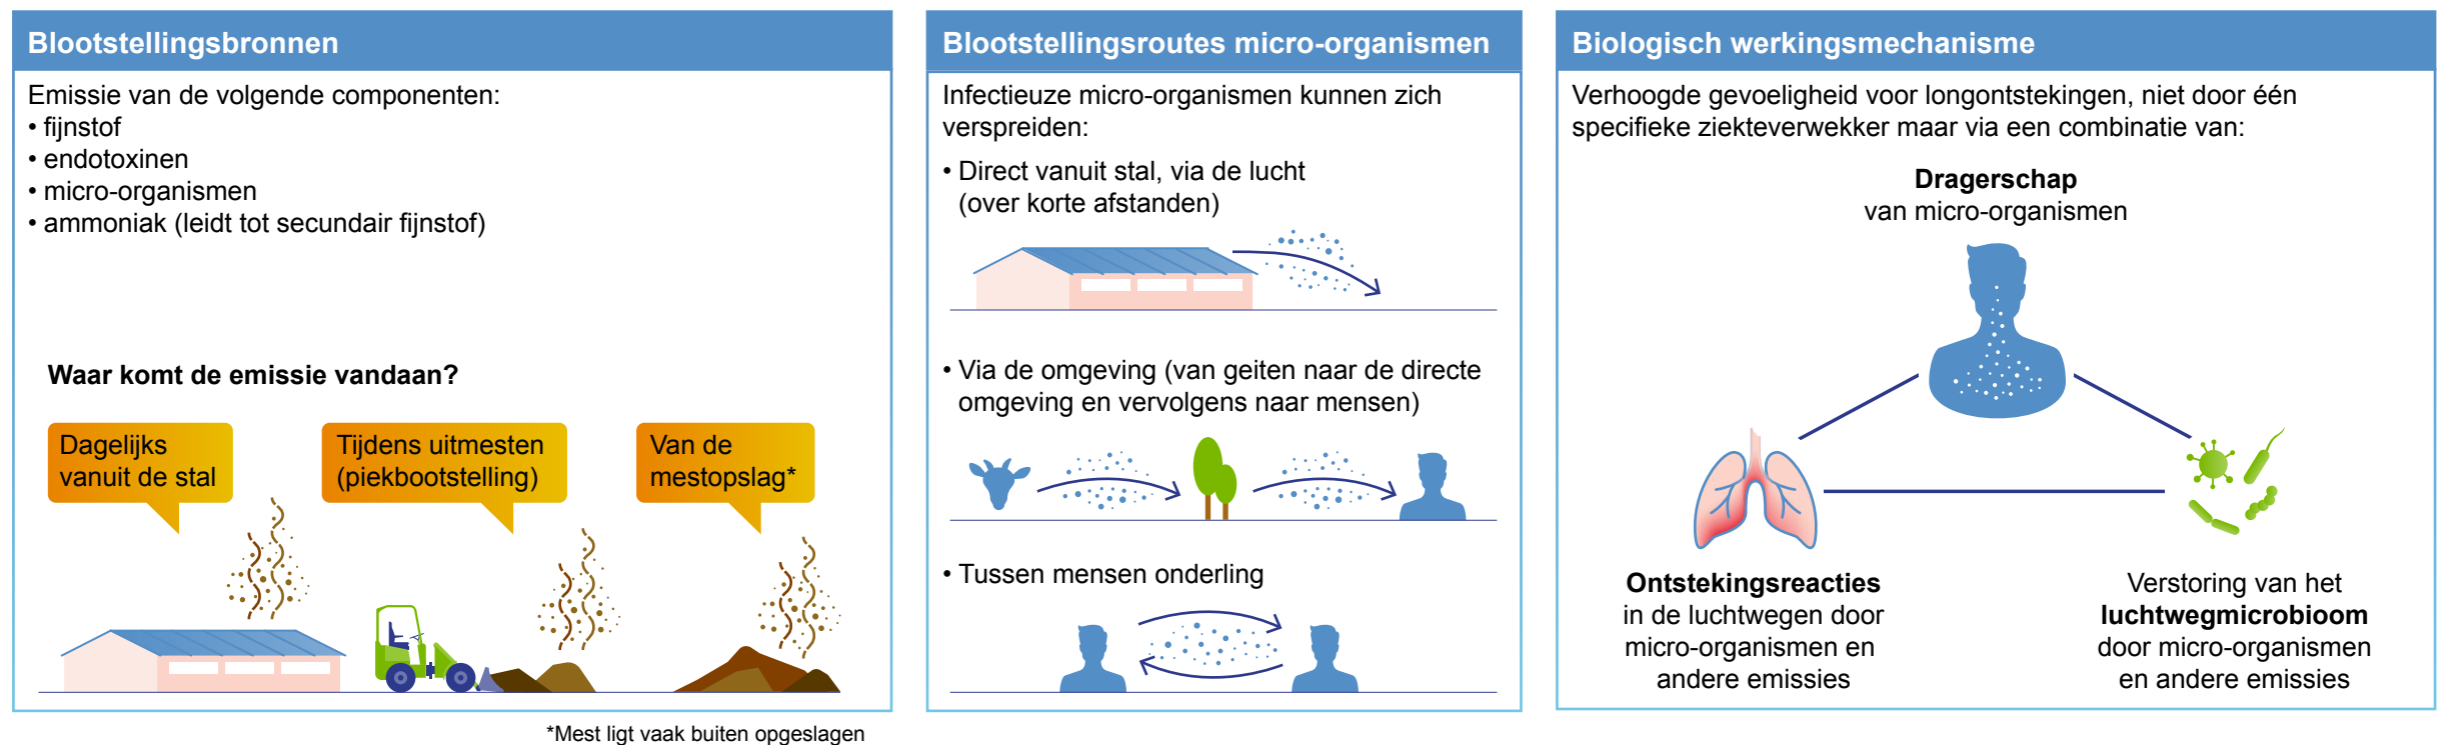 Blootstellingsbronnen
Emissie van de volgende componenten:
• fijnstof
• endotoxinen
• micro-organismen
• ammoniak (leidt tot secundair fijnstof)
Waar komt de emissie vandaan?
Dagelijks
vanuit de stal
Tijdens uitmesten
(piekbootstelling)
Van de
mestopslag*
*Mest ligt vaak buiten opgeslagen
Blootstellingsroutes micro-organismen
Infectieuze micro-organismen kunnen zich
verspreiden:
• Direct vanuit stal, via de lucht
(over korte afstanden)
• Via de omgeving (van geiten naar de directe
omgeving en vervolgens naar mensen)
• Tussen mensen onderling
Biologisch werkingsmechanisme
Verhoogde gevoeligheid voor longontstekingen, niet door één
specifieke ziekteverwekker maar via een combinatie van:
Dragerschap
van micro-organismen
Ontstekingsreacties
in de luchtwegen door
micro-organismen en
andere emissies
Verstoring van het
luchtwegmicrobioom
door micro-organismen
en andere emissies